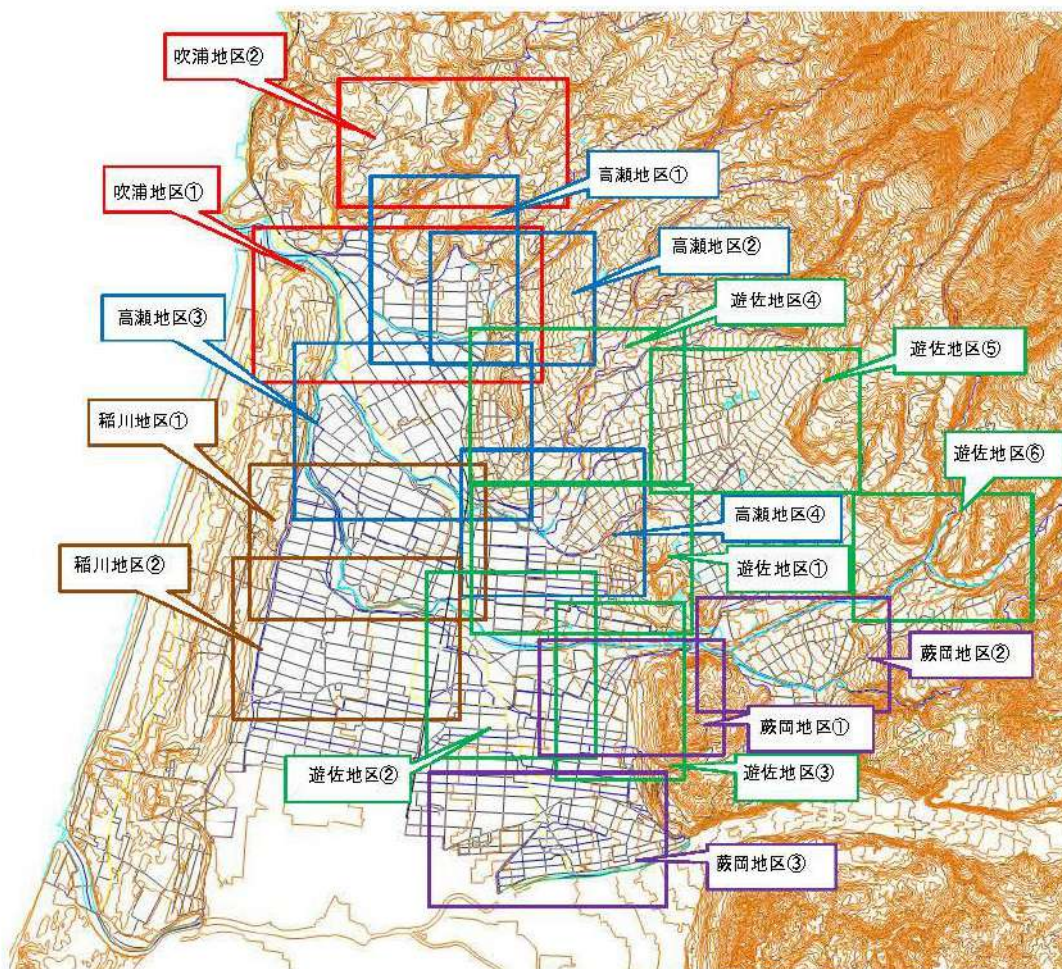 吹浦地区②
高瀬地区①
吹浦地区①
高瀬地区②
遊佐地区④
高瀬地区③
遊佐地区⑤
稲川地区①
遊佐地区⑥
高瀬地区④
遊佐地区①
稲川地区②
蕨岡地区②
蕨岡地区①
遊佐地区②
遊佐地区③
蕨岡地区③